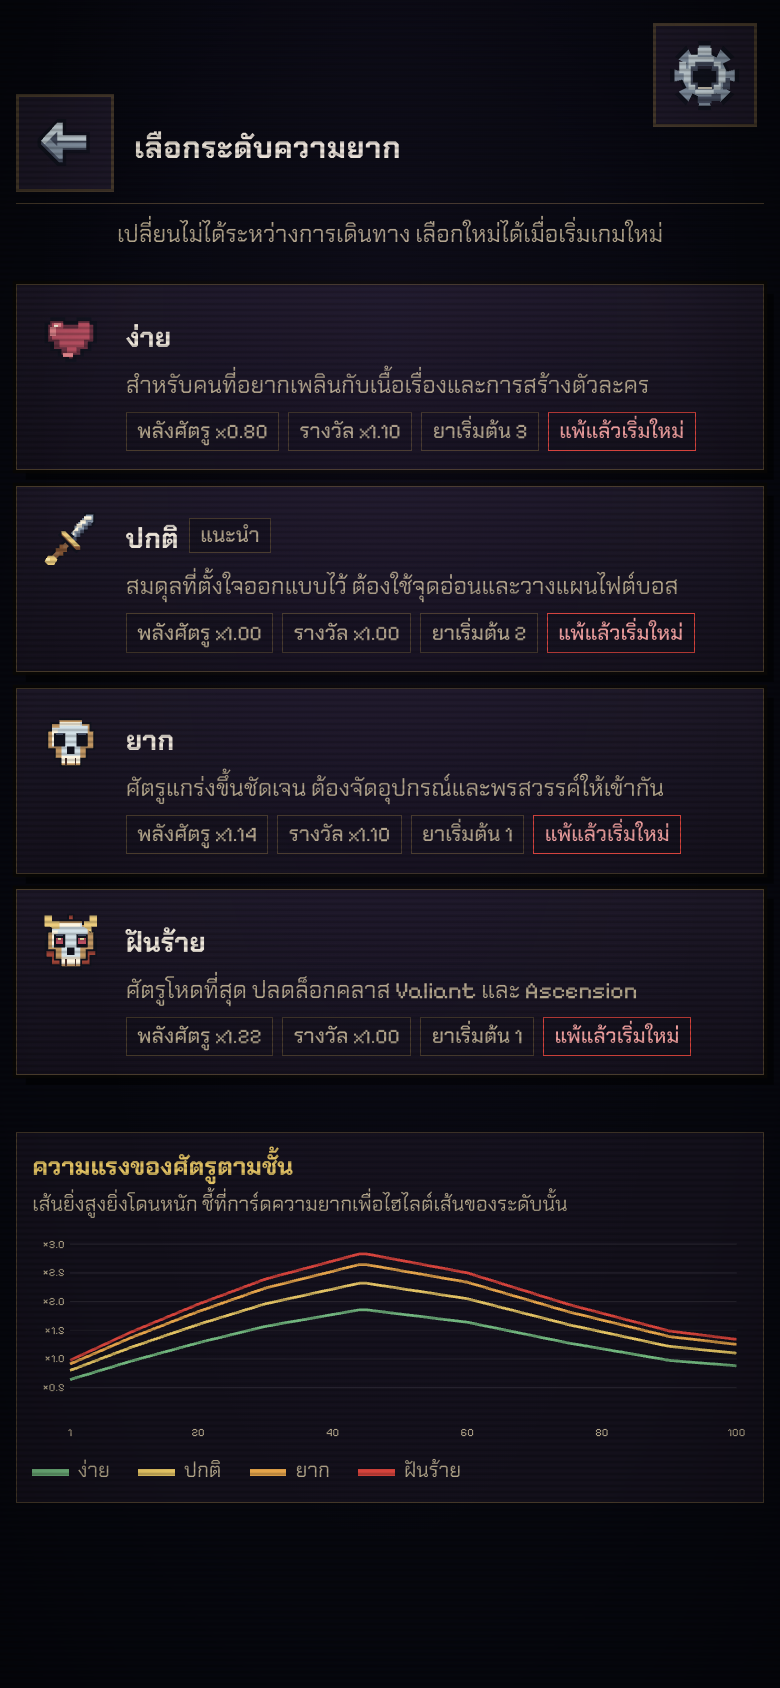 เลือกระดับความยาก
เปลี่ยนไม่ได้ระหว่างการเดินทาง เลือกใหม่ได้เมื่อเริ่มเกมใหม่
ง่าย
สำหรับคนที่อยากเพลินกับเนื้อเรื่องและการสร้างตัวละคร
พลังศัตรู x0.80 รางวัล x1.10 ยาเริ่มต้น 3 แพ้แล้วเริ่มใหม่
ปกติ แนะนำ
สมดุลที่ตั้งใจออกแบบไว้ ต้องใช้จุดอ่อนและวางแผนไฟต์บอส
พลังศัตรู x1.00 รางวัล x1.00 ยาเริ่มต้น 2 แพ้แล้วเริ่มใหม่
ยาก
ศัตรูแกร่งขึ้นชัดเจน ต้องจัดอุปกรณ์และพรสวรรค์ให้เข้ากัน
พลังศัตรู x1.14 รางวัล x1.10 ยาเริ่มต้น 1 แพ้แล้วเริ่มใหม่
ฝันร้าย
ศัตรูโหดที่สุด ปลดล็อกคลาส Valiant และ Ascension
พลังศัตรู x1.22 รางวัล x1.00 ยาเริ่มต้น 1 แพ้แล้วเริ่มใหม่
ความแรงของศัตรูตามชั้น
เส้นยิ่งสูงยิ่งโดนหนัก ชี้ที่การ์ดความยากเพื่อไฮไลต์เส้นของระดับนั้น
×3.0
×2.5
×2.0
×1.5
×1.0
×0.5
1 20 40 60 80 100
ง่าย ปกติ ยาก ฝันร้าย